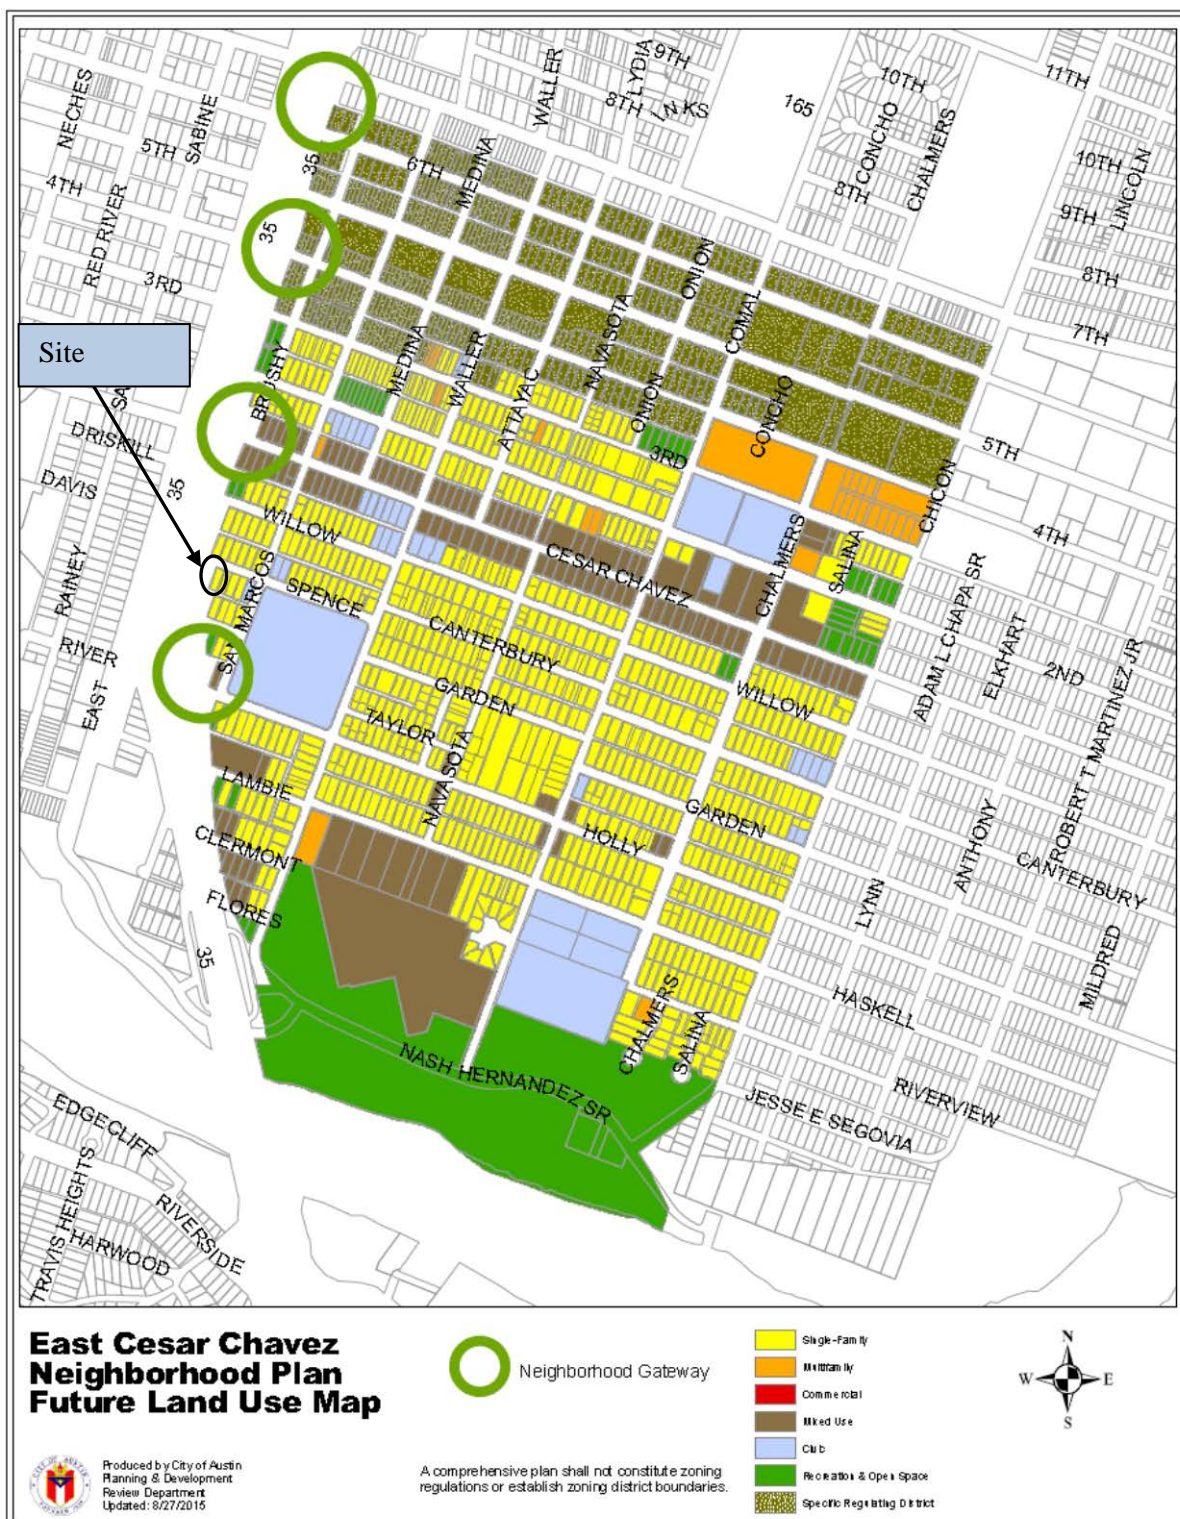 9TH
LYDIA
WALLER
8TH
LN KS
10TH
11TH
165
CONCHO
CHALMERS
NECHES
SABINE
5TH
35
6TH
MEDINA
8TH
10TH
LINCOLN
4TH
9TH
RED RIVER
35
ONION
8TH
3RD
COMAL
7TH
NAVASOTA
Site
MEDINA
WALLER
BRUSHY
ATTAYAC
ONION
CONCHO
3RD
5TH
DRISKILL
CHICON
DAVIS
35
4TH
WILLOW
CESAR CHAVEZ
CHALMERS
SALINA
RAINEY
SAN MARCOS
SPENCE
ADAM L CHAPA SR
CANTERBURY
ELKHART
2ND
RIVER
EAST
GARDEN
WILLOW
TAYLOR
ROBERT T MARTINEZ JR
LAMBIE
NAVASOTA
GARDEN
HOLLY
ANTHONY
CLERMONT
CANTERBURY
LYNN
FLORES
35
MILDRED
HASKELL
CHALMERS
SALINA
NASH HERNANDEZ SR
RIVERVIEW
JESSE E SEGOVIA
EDGECLIFF
TRAVIS HEIGHTS
RIVERSIDE
HARWOOD
East Cesar Chavez
Neighborhood Plan
Future Land Use Map
Neighborhood Gateway
Single-Family
Multifamily
Commercial
Mixed Use
Civic
Recreation & Open Space
Specific Regulating District
N
W E
S
Produced by City of Austin
Planning & Development
Review Department
Updated: 8/27/2015
A comprehensive plan shall not constitute zoning
regulations or establish zoning district boundaries.